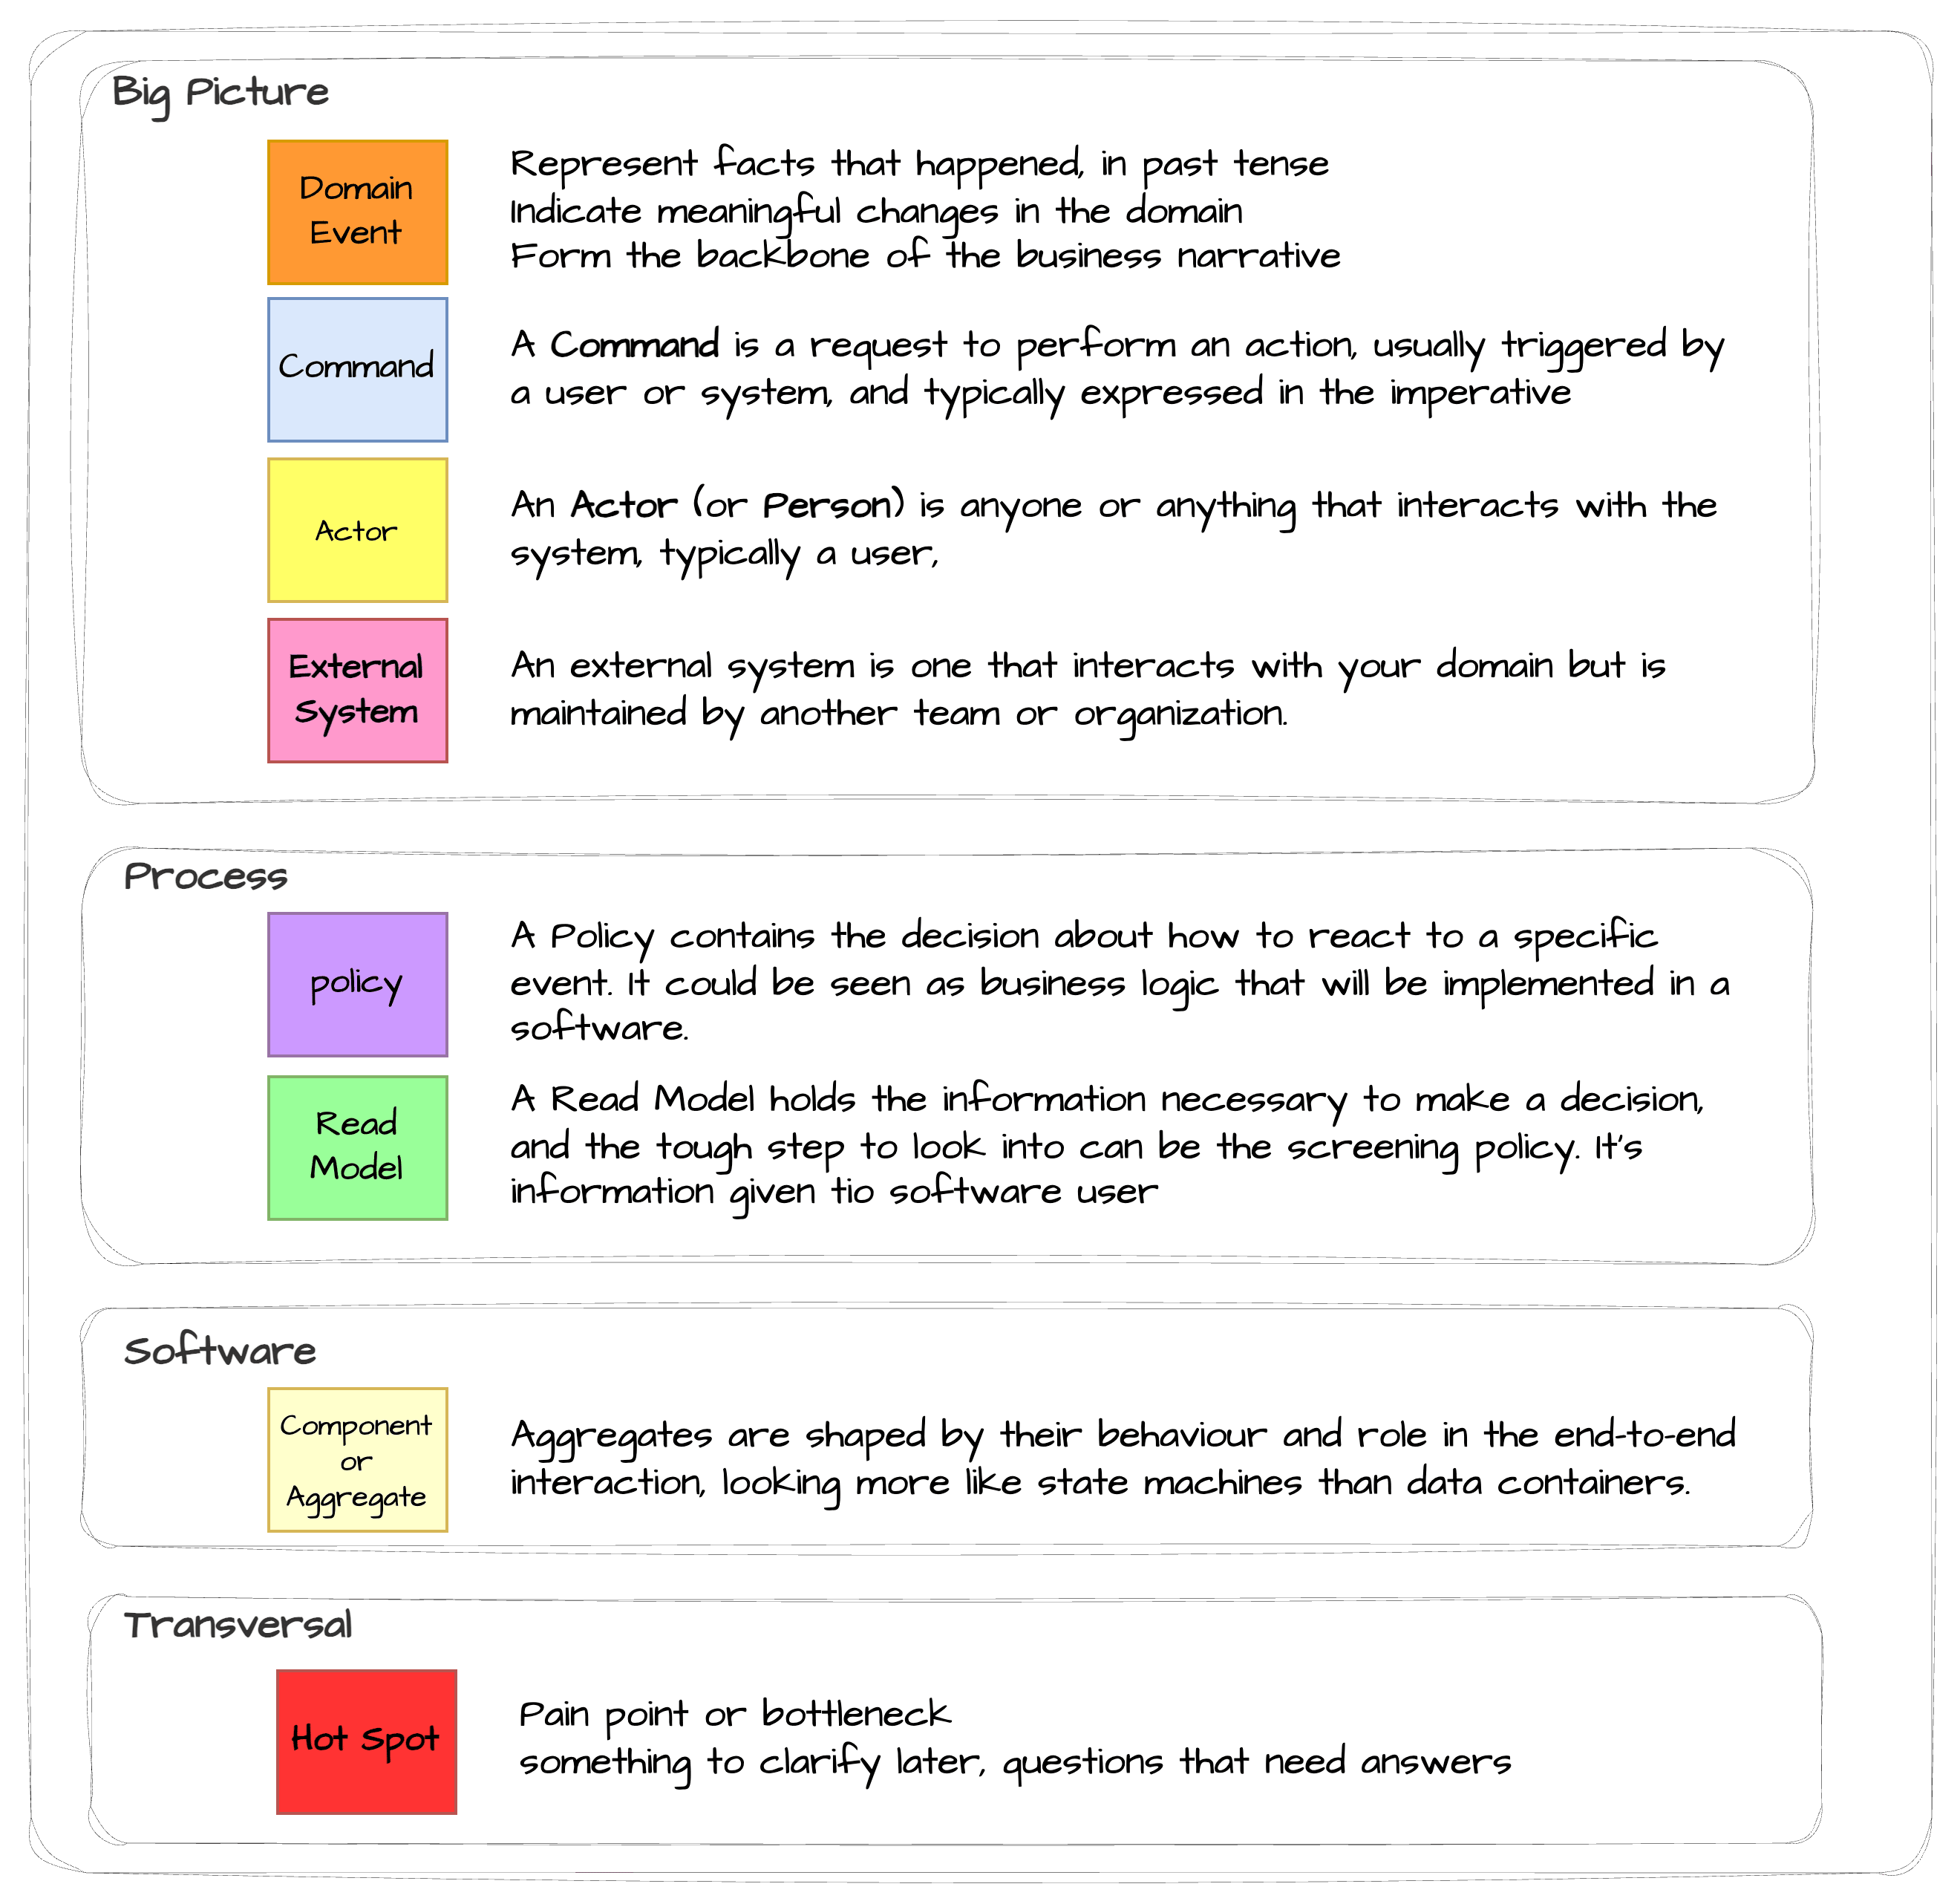 Big Picture
Domain
Event
Represent facts that happened, in past tense
Indicate meaningful changes in the domain
Form the backbone of the business narrative
Command
A Command is a request to perform an action, usually triggered by
a user or system, and typically expressed in the imperative
Actor
An Actor (or Person) is anyone or anything that interacts with the
system, typically a user,
External
System
An external system is one that interacts with your domain but is
maintained by another team or organization.
Process
policy
A Policy contains the decision about how to react to a specific
event. It could be seen as business logic that will be implemented in a
software.
Read
Model
A Read Model holds the information necessary to make a decision,
and the tough step to look into can be the screening policy. It's
information given tio software user
Software
Component
or
Aggregate
Aggregates are shaped by their behaviour and role in the end-to-end
interaction, looking more like state machines than data containers.
Transversal
Hot Spot
Pain point or bottleneck
something to clarify later, questions that need answers